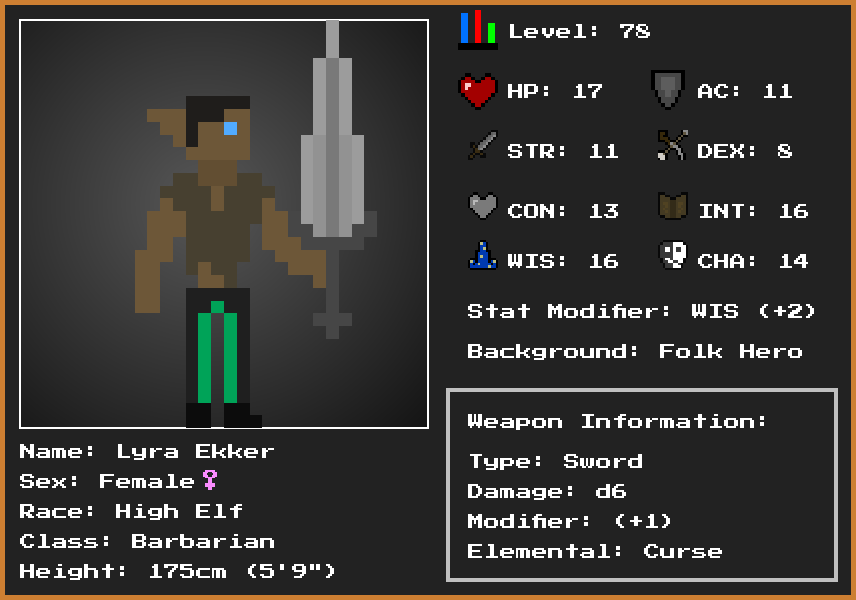 Level: 78
HP: 17 AC: 11
STR: 11 DEX: 8
CON: 13 INT: 16
WIS: 16 CHA: 14
Stat Modifier: WIS (+2)
Background: Folk Hero
Weapon Information:
Type: Sword
Damage: d6
Modifier: (+1)
Elemental: Curse
Name: Lyra Ekker
Sex: Female♀
Race: High Elf
Class: Barbarian
Height: 175cm (5'9")